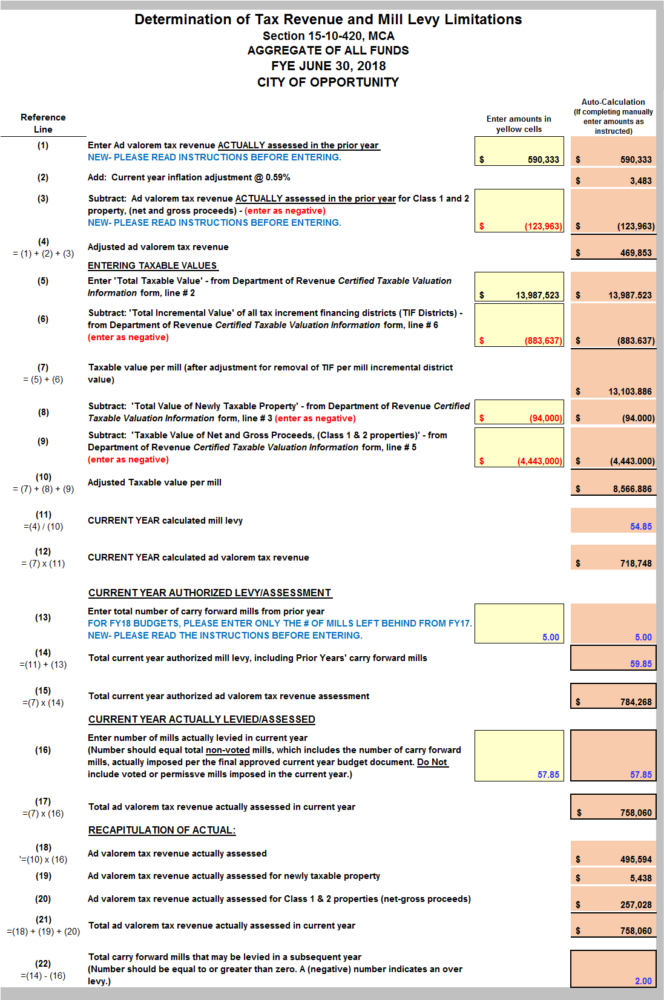 Determination of Tax Revenue and Mill Levy Limitations
Section 15-10-420, MCA
AGGREGATE OF ALL FUNDS
FYE JUNE 30, 2018
CITY OF OPPORTUNITY
Reference
Line
Enter amounts in
yellow cells
Auto-Calculation
(If completing manually
enter amounts as
instructed)
(1)
Enter Ad valorem tax revenue ACTUALLY assessed in the prior year
NEW- PLEASE READ INSTRUCTIONS BEFORE ENTERING.
$ 590,333 $ 590,333
(2) Add: Current year inflation adjustment @ 0.59% $ 3,483
(3)
Subtract: Ad valorem tax revenue ACTUALLY assessed in the prior year for Class 1 and 2
property, (net and gross proceeds) - (enter as negative)
NEW- PLEASE READ INSTRUCTIONS BEFORE ENTERING.
$ (123,963) $ (123,963)
(4)
= (1) + (2) + (3)
Adjusted ad valorem tax revenue $ 469,853
ENTERING TAXABLE VALUES
(5)
Enter 'Total Taxable Value' - from Department of Revenue Certified Taxable Valuation
Information form, line # 2
$ 13,987,523 $ 13,987.523
(6)
Subtract: 'Total Incremental Value' of all tax increment financing districts (TIF Districts) -
from Department of Revenue Certified Taxable Valuation Information form, line # 6
(enter as negative)
$ (883,637) $ (883.637)
(7)
= (5) + (6)
Taxable value per mill (after adjustment for removal of TIF per mill incremental district
value)
$ 13,103.886
(8)
Subtract: 'Total Value of Newly Taxable Property' - from Department of Revenue Certified
Taxable Valuation Information form, line # 3 (enter as negative)
$ (94,000) $ (94.000)
(9)
Subtract: 'Taxable Value of Net and Gross Proceeds, (Class 1 & 2 properties)' - from
Department of Revenue Certified Taxable Valuation Information form, line # 5
(enter as negative)
$ (4,443,000) $ (4,443.000)
(10)
= (7) + (8) + (9)
Adjusted Taxable value per mill
$ 8,566.886
(11)
=(4) / (10)
CURRENT YEAR calculated mill levy
54.85
(12)
= (7) x (11)
CURRENT YEAR calculated ad valorem tax revenue
$ 718,748
CURRENT YEAR AUTHORIZED LEVY/ASSESSMENT
(13)
Enter total number of carry forward mills from prior year
FOR FY18 BUDGETS, PLEASE ENTER ONLY THE # OF MILLS LEFT BEHIND FROM FY17.
NEW- PLEASE READ THE INSTRUCTIONS BEFORE ENTERING.
5.00 5.00
(14)
=(11) + (13)
Total current year authorized mill levy, including Prior Years' carry forward mills
59.85
(15)
=(7) x (14)
Total current year authorized ad valorem tax revenue assessment
$ 784,268
CURRENT YEAR ACTUALLY LEVIED/ASSESSED
(16)
Enter number of mills actually levied in current year
(Number should equal total non-voted mills, which includes the number of carry forward
mills, actually imposed per the final approved current year budget document. Do Not
include voted or permissve mills imposed in the current year.)
57.85 57.85
(17)
=(7) x (16)
Total ad valorem tax revenue actually assessed in current year
$ 758,060
RECAPITULATION OF ACTUAL:
(18)
'=(10) x (16)
Ad valorem tax revenue actually assessed
$ 495,594
(19) Ad valorem tax revenue actually assessed for newly taxable property $ 5,438
(20) Ad valorem tax revenue actually assessed for Class 1 & 2 properties (net-gross proceeds) $ 257,028
(21)
=(18) + (19) + (20)
Total ad valorem tax revenue actually assessed in current year
$ 758,060
(22)
=(14) - (16)
Total carry forward mills that may be levied in a subsequent year
(Number should be equal to or greater than zero. A (negative) number indicates an over
levy.)
2.00